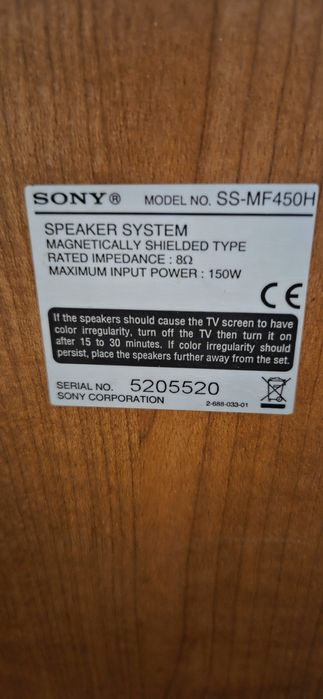 SONY® MODEL NO. SS-MF450H
SPEAKER SYSTEM
MAGNETICALLY SHIELDED TYPE
RATED IMPEDANCE : 8Ω
MAXIMUM INPUT POWER : 150W
CE
If the speakers should cause the TV screen to have
color irregularity, turn off the TV then turn it on
after 15 to 30 minutes. If color irregularity should
persist, place the speakers further away from the set.
SERIAL NO. 5205520
SONY CORPORATION 2-688-033-01